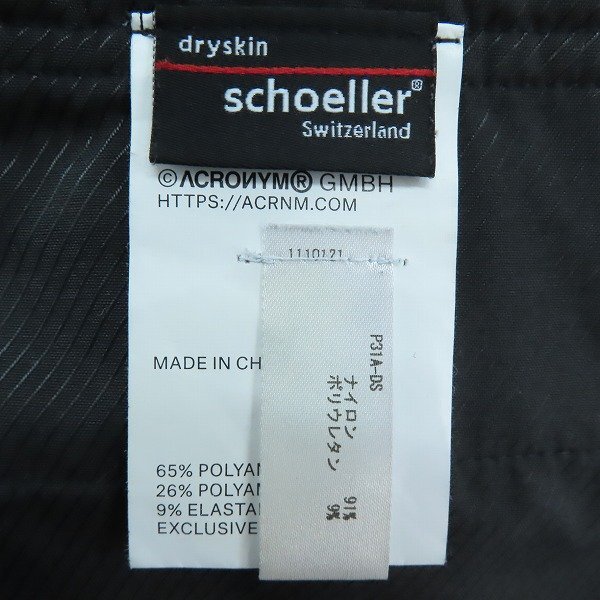 dryskin
schoeller®
Switzerland
©ACRONYM® GMBH
HTTPS://ACRNM.COM
1110121
P31A-DS
ナイロン 91%
ポリウレタン 9%
MADE IN CH
65% POLYAM
26% POLYA
9% ELASTA
EXCLUSIVE